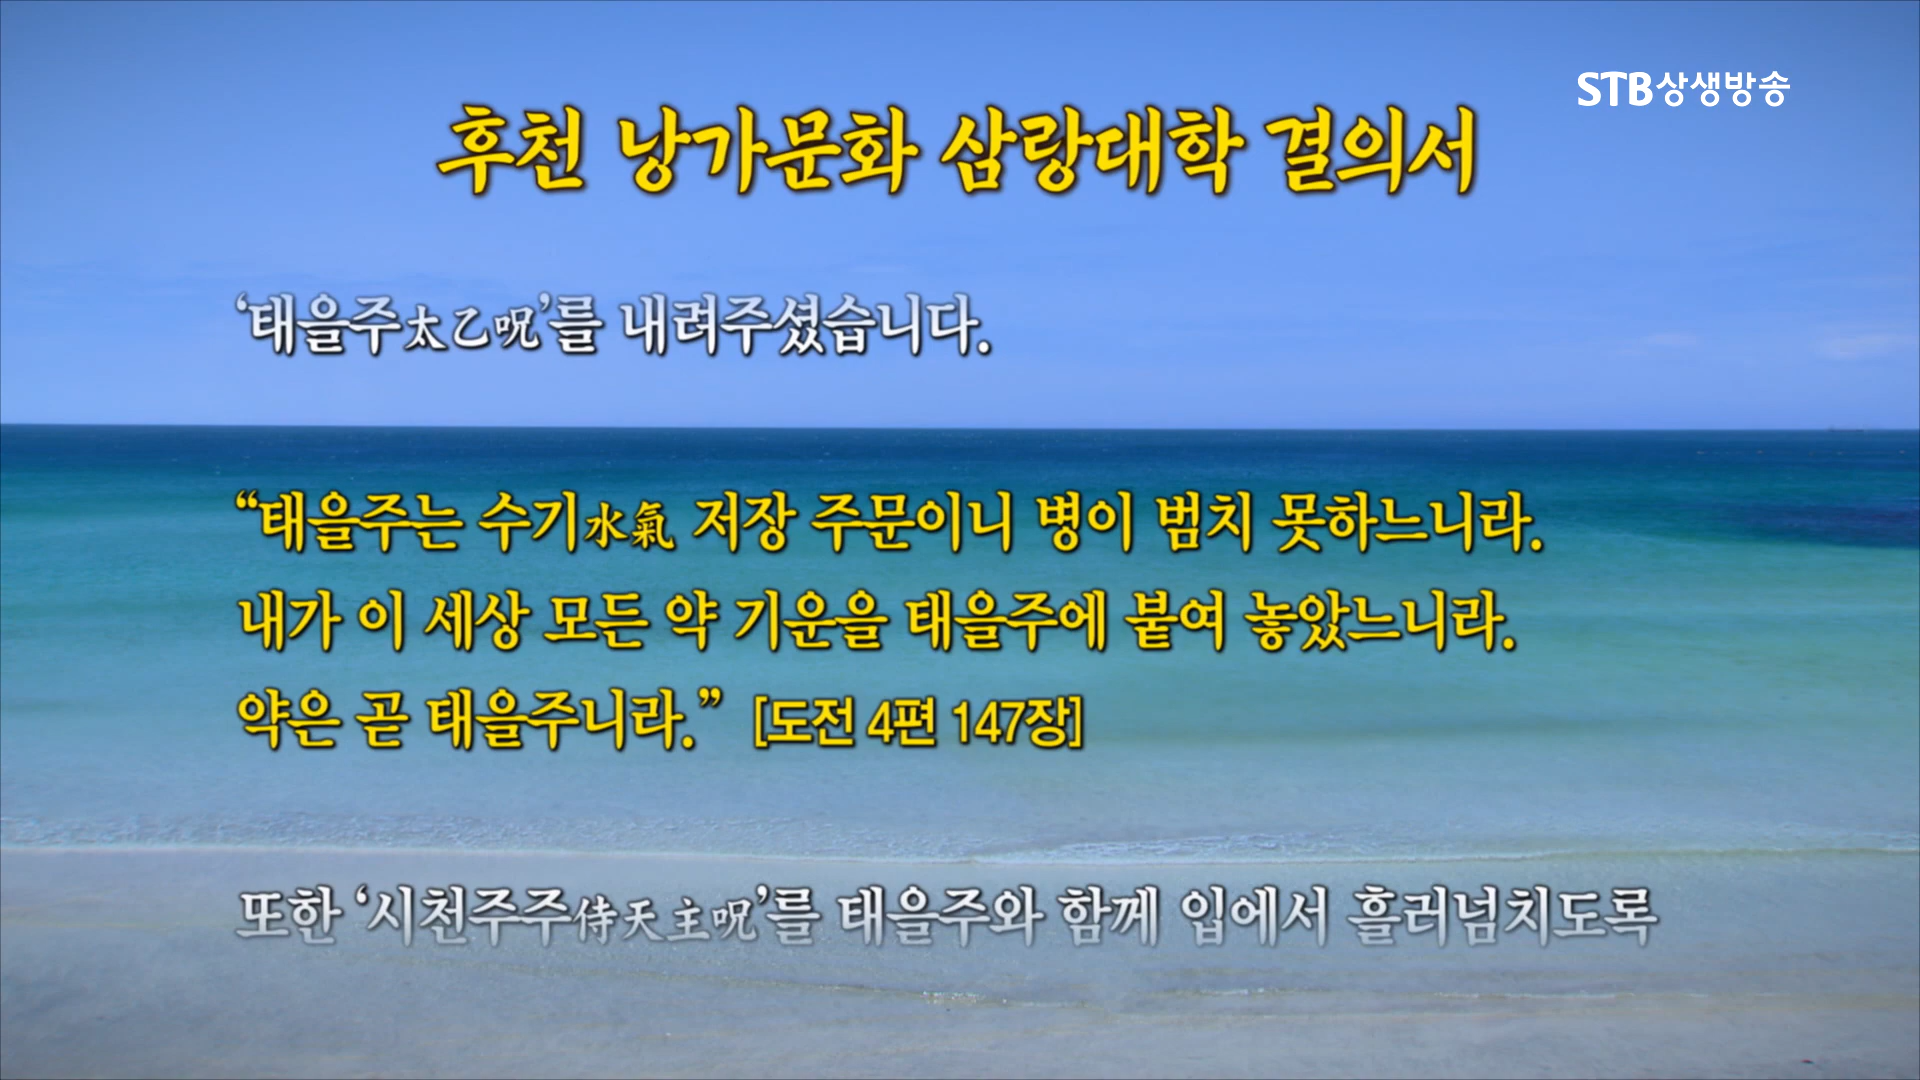 STB상생방송
후천 낭가문화 삼랑대학 결의서
‘태을주太乙呪’를 내려주셨습니다.
“태을주는 수기水氣 저장 주문이니 병이 범치 못하느니라.
내가 이 세상 모든 약 기운을 태을주에 붙여 놓았느니라.
약은 곧 태을주니라.” [도전 4편 147장]
또한 ‘시천주주侍天主呪’를 태을주와 함께 입에서 흘러넘치도록